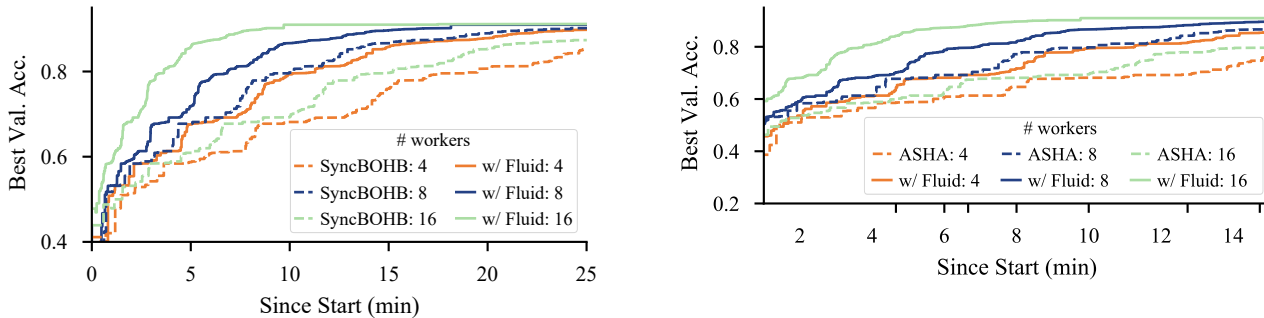 Best Val. Acc.
0.8
0.6
0.4
0 5 10 15 20 25
Since Start (min)
# workers
SyncBOHB: 4 w/ Fluid: 4
SyncBOHB: 8 w/ Fluid: 8
SyncBOHB: 16 w/ Fluid: 16
Best Val. Acc.
0.8
0.6
0.4
0.2
2 4 6 8 10 12 14
Since Start (min)
# workers
ASHA: 4 ASHA: 8 ASHA: 16
w/ Fluid: 4 w/ Fluid: 8 w/ Fluid: 16